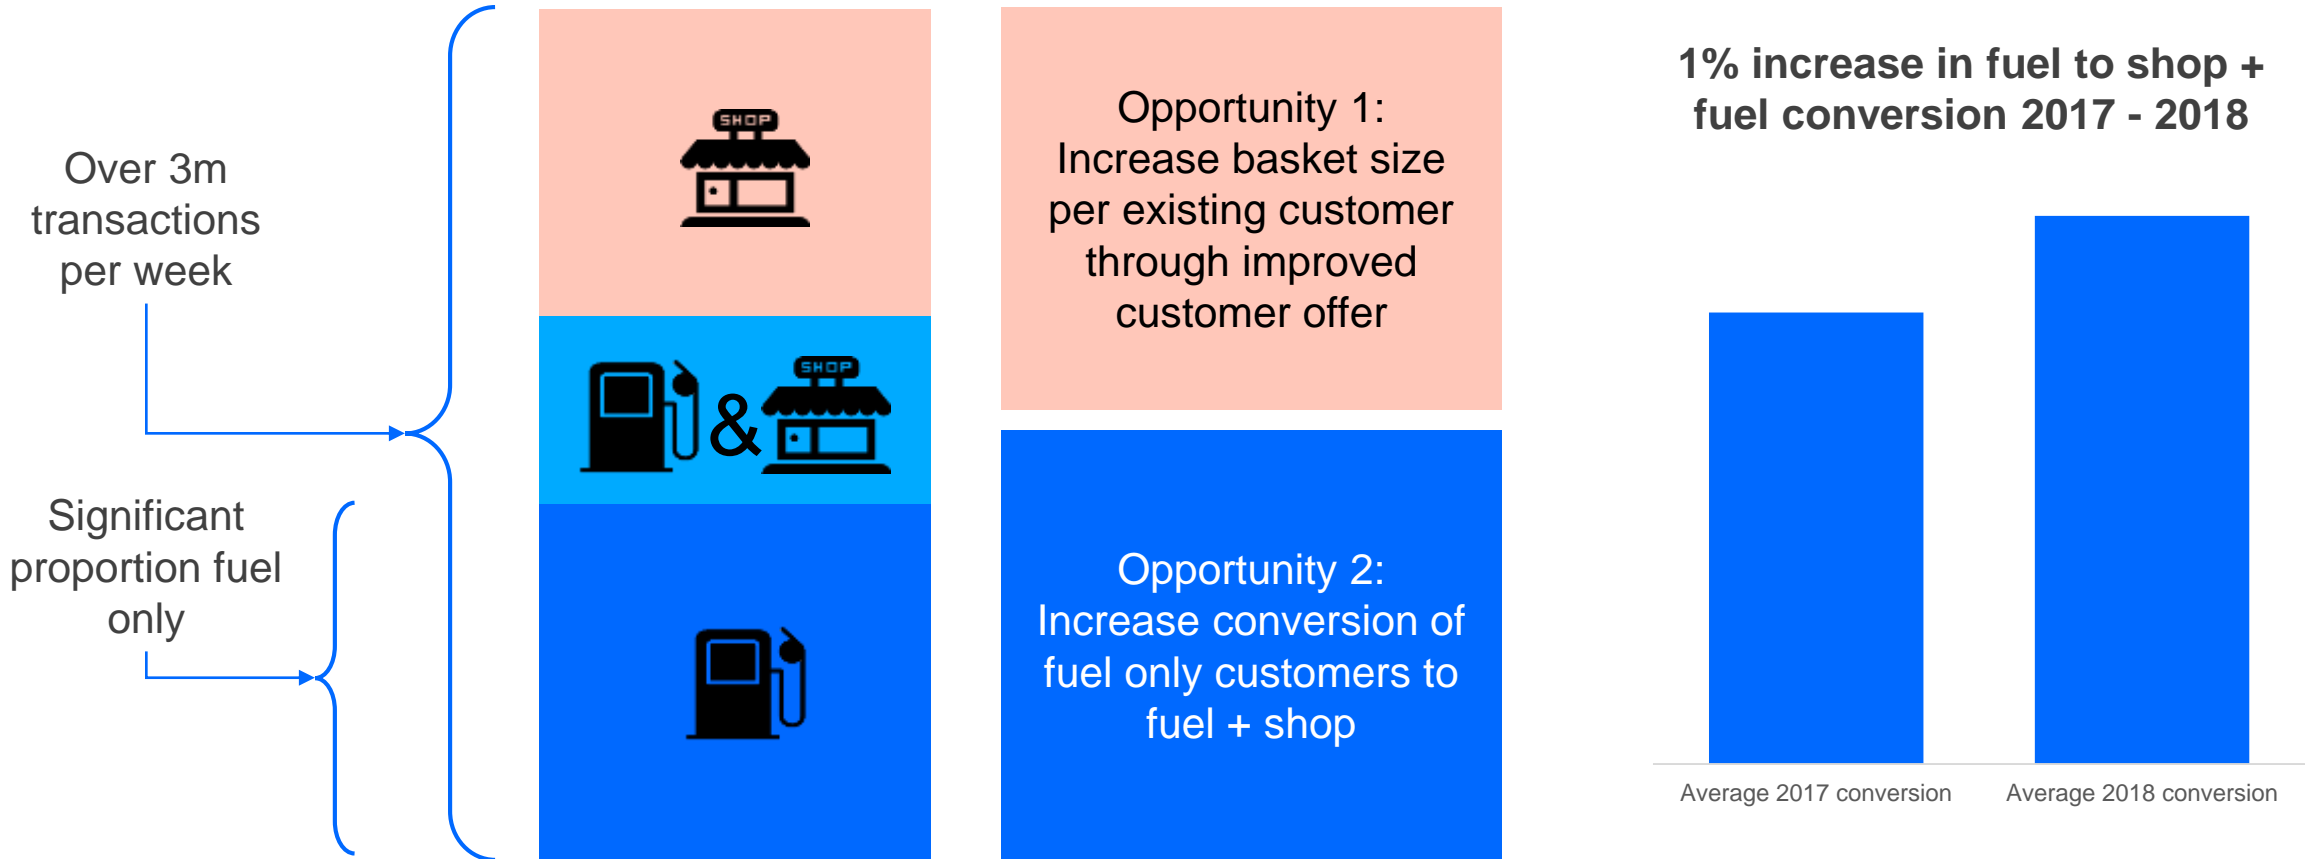 Over 3m
transactions
per week
Significant
proportion fuel
only
SHOP
&
SHOP
Opportunity 1:
Increase basket size
per existing customer
through improved
customer offer
Opportunity 2:
Increase conversion of
fuel only customers to
fuel + shop
1% increase in fuel to shop +
fuel conversion 2017 - 2018
Average 2017 conversion
Average 2018 conversion